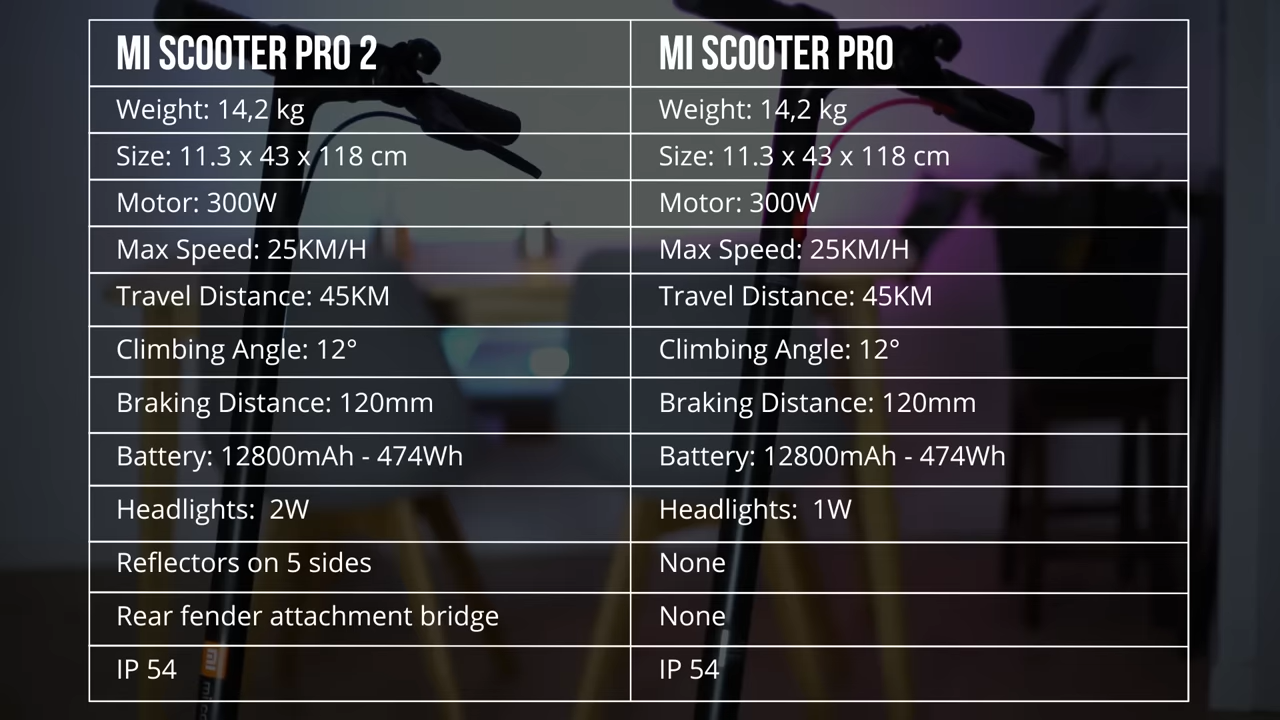 MI SCOOTER PRO 2 MI SCOOTER PRO
Weight: 14,2 kg Weight: 14,2 kg
Size: 11.3 x 43 x 118 cm Size: 11.3 x 43 x 118 cm
Motor: 300W Motor: 300W
Max Speed: 25KM/H Max Speed: 25KM/H
Travel Distance: 45KM Travel Distance: 45KM
Climbing Angle: 12° Climbing Angle: 12°
Braking Distance: 120mm Braking Distance: 120mm
Battery: 12800mAh - 474Wh Battery: 12800mAh - 474Wh
Headlights: 2W Headlights: 1W
Reflectors on 5 sides None
Rear fender attachment bridge None
IP 54 IP 54
mi